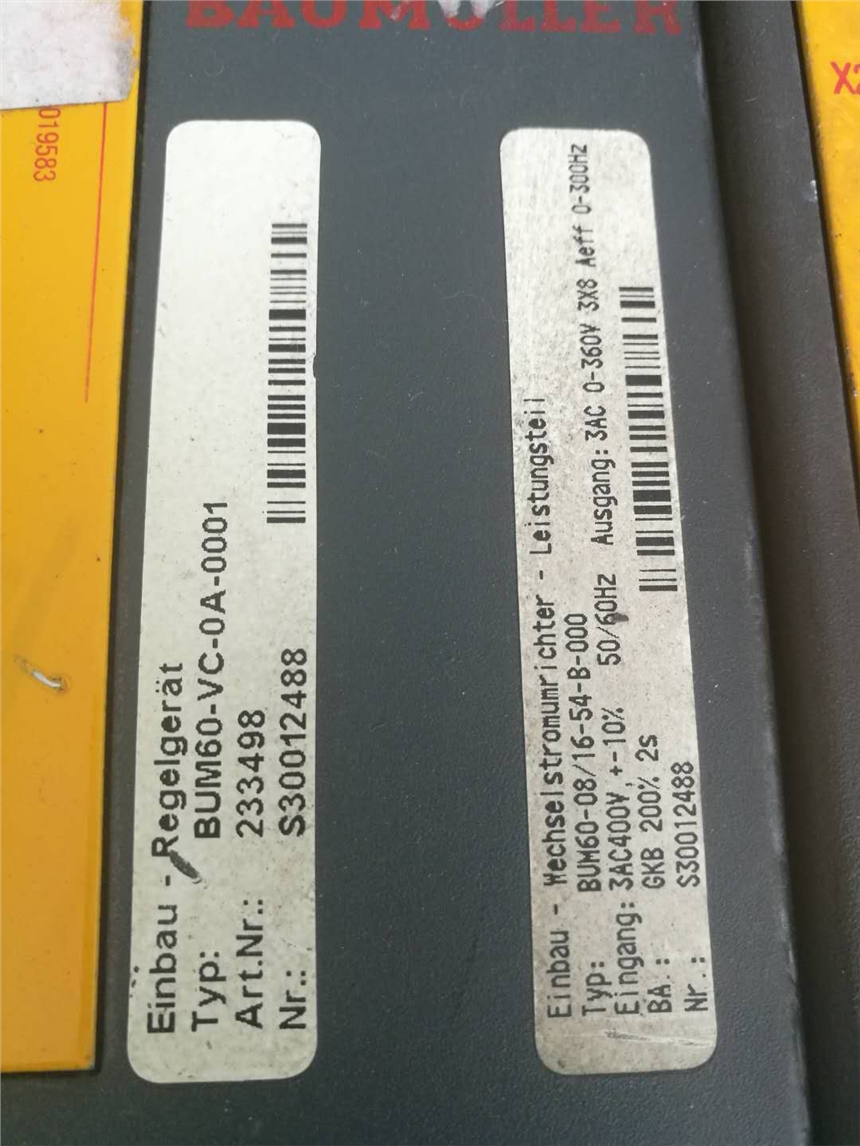 BAUMÜLLER
019583
X2
Einbau - Regelgerät
Typ: BUM60-VC-0A-0001
Art.Nr.: 233498
Nr.: S30012488
Einbau - Wechselstromumrichter - Leistungsteil
Typ: BUM60-08/16-54-B-000
Eingang: 3AC400V, +-10% 50/60Hz Ausgang: 3AC 0-360V 3X8 Aeff 0-300Hz
BA.: GKB 200% 2s
Nr.: S30012488